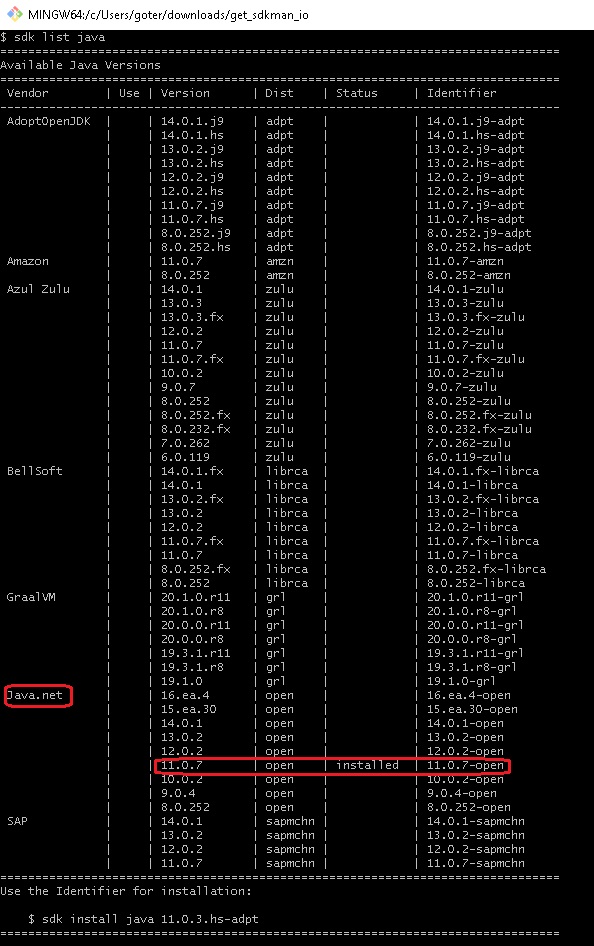 MINGW64:/c/Users/goter/downloads/get_sdkman_io
$ sdk list java
================================================================================
Available Java Versions
================================================================================
 Vendor        | Use | Version      | Dist    | Status     | Identifier
--------------------------------------------------------------------------------
 AdoptOpenJDK  |     | 14.0.1.j9    | adpt    |            | 14.0.1.j9-adpt
               |     | 14.0.1.hs    | adpt    |            | 14.0.1.hs-adpt
               |     | 13.0.2.j9    | adpt    |            | 13.0.2.j9-adpt
               |     | 13.0.2.hs    | adpt    |            | 13.0.2.hs-adpt
               |     | 12.0.2.j9    | adpt    |            | 12.0.2.j9-adpt
               |     | 12.0.2.hs    | adpt    |            | 12.0.2.hs-adpt
               |     | 11.0.7.j9    | adpt    |            | 11.0.7.j9-adpt
               |     | 11.0.7.hs    | adpt    |            | 11.0.7.hs-adpt
               |     | 8.0.252.j9   | adpt    |            | 8.0.252.j9-adpt
               |     | 8.0.252.hs   | adpt    |            | 8.0.252.hs-adpt
 Amazon        |     | 11.0.7       | amzn    |            | 11.0.7-amzn
               |     | 8.0.252      | amzn    |            | 8.0.252-amzn
 Azul Zulu     |     | 14.0.1       | zulu    |            | 14.0.1-zulu
               |     | 13.0.3       | zulu    |            | 13.0.3-zulu
               |     | 13.0.3.fx    | zulu    |            | 13.0.3.fx-zulu
               |     | 12.0.2       | zulu    |            | 12.0.2-zulu
               |     | 11.0.7       | zulu    |            | 11.0.7-zulu
               |     | 11.0.7.fx    | zulu    |            | 11.0.7.fx-zulu
               |     | 10.0.2       | zulu    |            | 10.0.2-zulu
               |     | 9.0.7        | zulu    |            | 9.0.7-zulu
               |     | 8.0.252      | zulu    |            | 8.0.252-zulu
               |     | 8.0.252.fx   | zulu    |            | 8.0.252.fx-zulu
               |     | 8.0.232.fx   | zulu    |            | 8.0.232.fx-zulu
               |     | 7.0.262      | zulu    |            | 7.0.262-zulu
               |     | 6.0.119      | zulu    |            | 6.0.119-zulu
 BellSoft      |     | 14.0.1.fx    | librca  |            | 14.0.1.fx-librca
               |     | 14.0.1       | librca  |            | 14.0.1-librca
               |     | 13.0.2.fx    | librca  |            | 13.0.2.fx-librca
               |     | 13.0.2       | librca  |            | 13.0.2-librca
               |     | 12.0.2       | librca  |            | 12.0.2-librca
               |     | 11.0.7.fx    | librca  |            | 11.0.7.fx-librca
               |     | 11.0.7       | librca  |            | 11.0.7-librca
               |     | 8.0.252.fx   | librca  |            | 8.0.252.fx-librca
               |     | 8.0.252      | librca  |            | 8.0.252-librca
 GraalVM       |     | 20.1.0.r11   | grl     |            | 20.1.0.r11-grl
               |     | 20.1.0.r8    | grl     |            | 20.1.0.r8-grl
               |     | 20.0.0.r11   | grl     |            | 20.0.0.r11-grl
               |     | 20.0.0.r8    | grl     |            | 20.0.0.r8-grl
               |     | 19.3.1.r11   | grl     |            | 19.3.1.r11-grl
               |     | 19.3.1.r8    | grl     |            | 19.3.1.r8-grl
               |     | 19.1.0       | grl     |            | 19.1.0-grl
 Java.net      |     | 16.ea.4      | open    |            | 16.ea.4-open
               |     | 15.ea.30     | open    |            | 15.ea.30-open
               |     | 14.0.1       | open    |            | 14.0.1-open
               |     | 13.0.2       | open    |            | 13.0.2-open
               |     | 12.0.2       | open    |            | 12.0.2-open
               |     | 11.0.7       | open    | installed  | 11.0.7-open
               |     | 10.0.2       | open    |            | 10.0.2-open
               |     | 9.0.4        | open    |            | 9.0.4-open
               |     | 8.0.252      | open    |            | 8.0.252-open
 SAP           |     | 14.0.1       | sapmchn |            | 14.0.1-sapmchn
               |     | 13.0.2       | sapmchn |            | 13.0.2-sapmchn
               |     | 12.0.2       | sapmchn |            | 12.0.2-sapmchn
               |     | 11.0.7       | sapmchn |            | 11.0.7-sapmchn
================================================================================
Use the Identifier for installation:
    $ sdk install java 11.0.3.hs-adpt
================================================================================